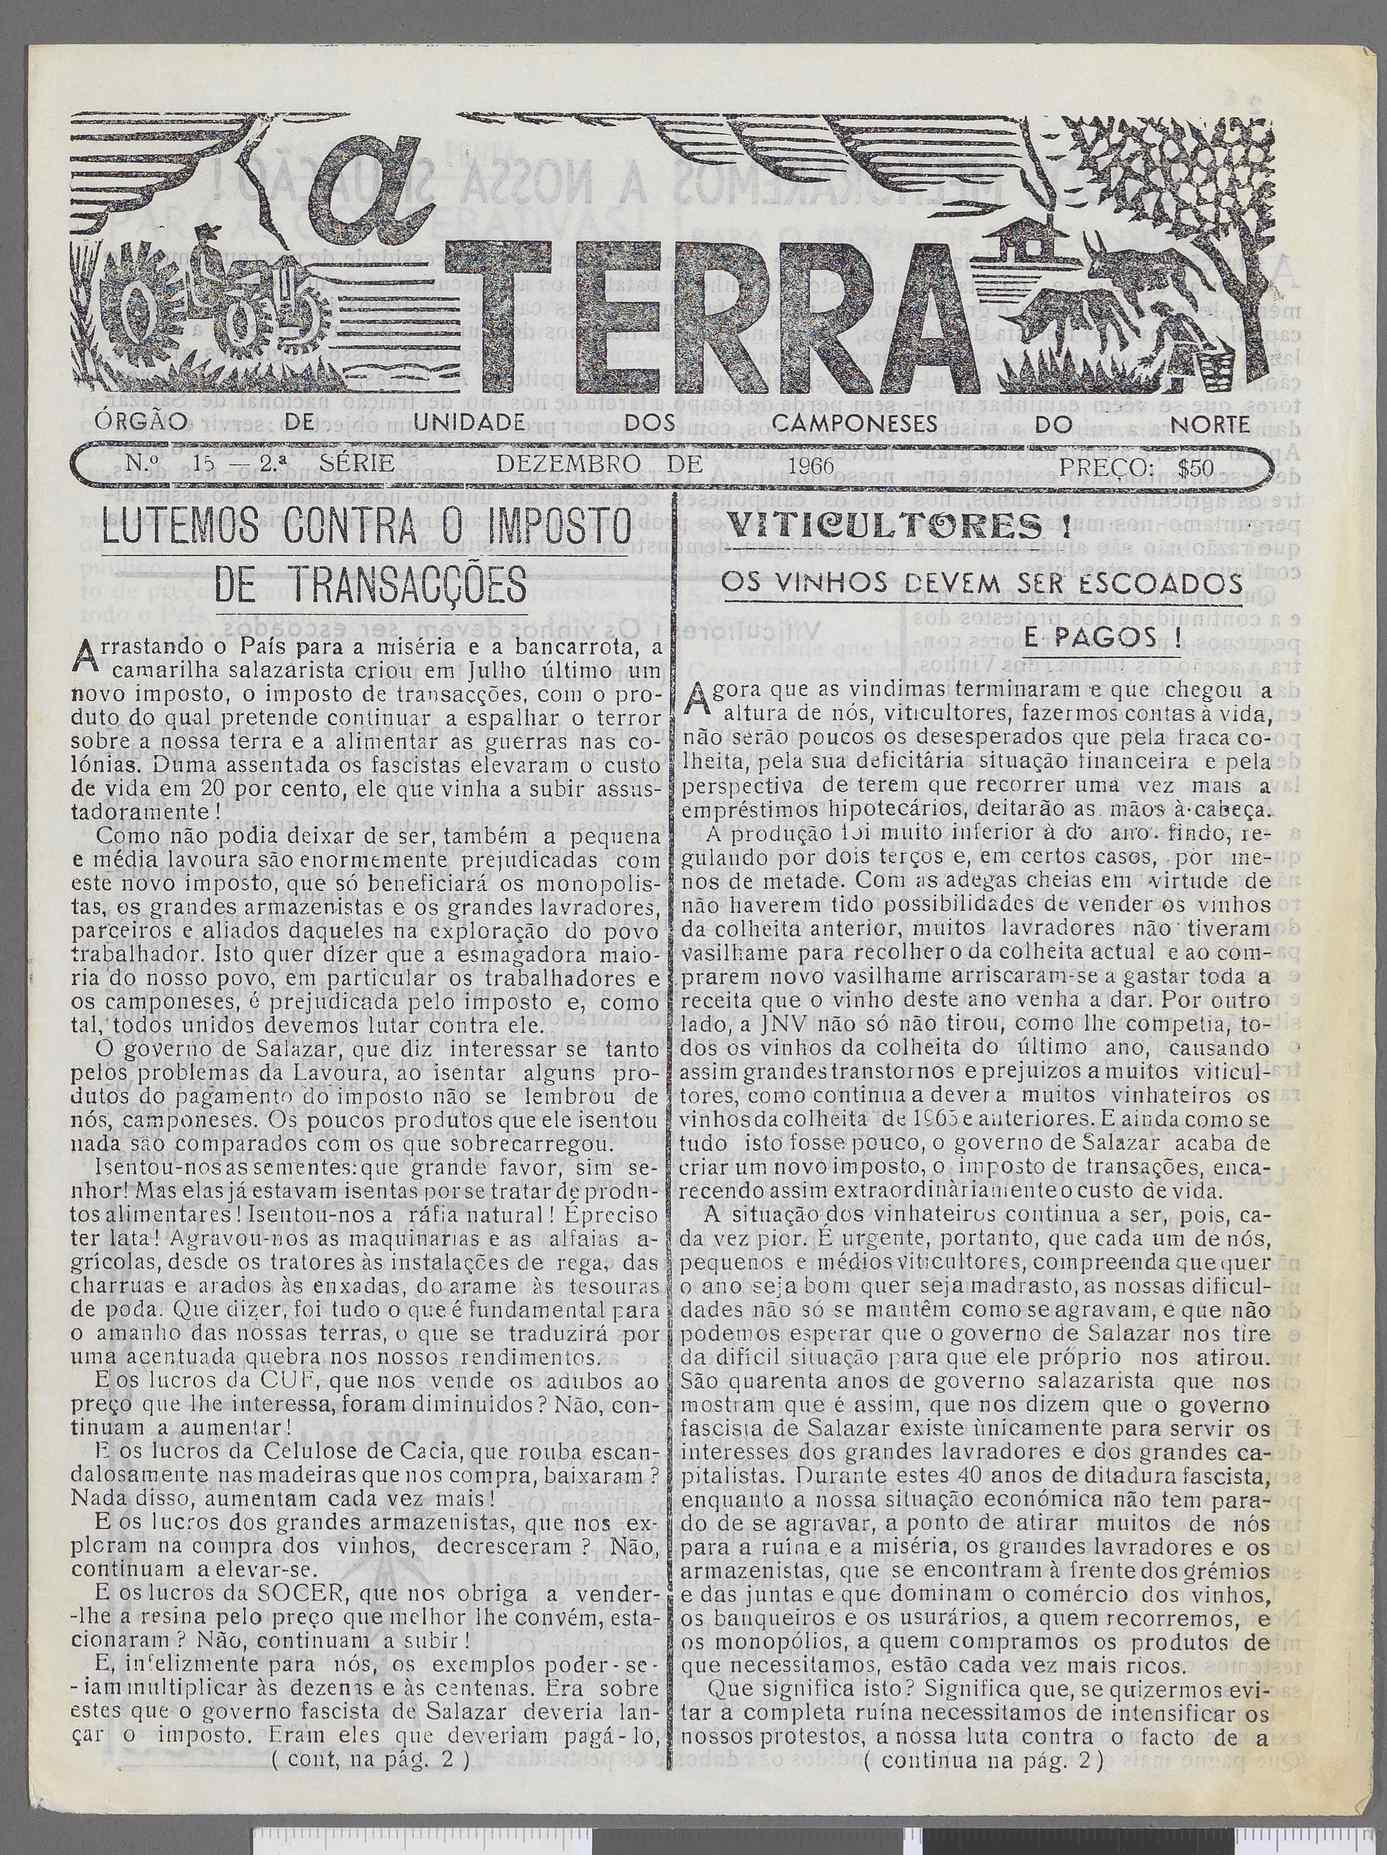 a
TERRA
ÓRGÃO DE UNIDADE DOS CAMPONESES DO NORTE
N.º 15 — 2.ª SÉRIE DEZEMBRO DE 1966 PREÇO: $50
LUTEMOS CONTRA O IMPOSTO
DE TRANSACÇÕES
Arrastando o País para a miséria e a bancarrota, a
camarilha salazarista criou em Julho último um
novo imposto, o imposto de transacções, com o pro-
duto do qual pretende continuar a espalhar o terror
sobre a nossa terra e a alimentar as guerras nas co-
lónias. Duma assentada os fascistas elevaram o custo
de vida em 20 por cento, ele que vinha a subir assus-
tadoramente!
Como não podia deixar de ser, também a pequena
e média lavoura são enormemente prejudicadas com
este novo imposto, que só beneficiará os monopolis-
tas, os grandes armazenistas e os grandes lavradores,
parceiros e aliados daqueles na exploração do povo
trabalhador. Isto quer dizer que a esmagadora maio-
ria do nosso povo, em particular os trabalhadores e
os camponeses, é prejudicada pelo imposto e, como
tal, todos unidos devemos lutar contra ele.
O governo de Salazar, que diz interessar se tanto
pelos problemas da Lavoura, ao isentar alguns pro-
dutos do pagamento do imposto não se lembrou de
nós, camponeses. Os poucos produtos que ele isentou
nada são comparados com os que sobrecarregou.
Isentou-nos as sementes: que grande favor, sim se-
nhor! Mas elas já estavam isentas por se tratar de produ-
tos alimentares! Isentou-nos a ráfia natural! É preciso
ter lata! Agravou-nos as maquinarias e as alfaias a-
grícolas, desde os tratores às instalações de rega, das
charruas e arados às enxadas, do arame às tesouras
de poda. Que dizer, foi tudo o que é fundamental para
o amanho das nossas terras, o que se traduzirá por
uma acentuada quebra nos nossos rendimentos.
E os lucros da CUF, que nos vende os adubos ao
preço que lhe interessa, foram diminuidos? Não, con-
tinuam a aumentar!
E os lucros da Celulose de Cacia, que rouba escan-
dalosamente nas madeiras que nos compra, baixaram?
Nada disso, aumentam cada vez mais!
E os lucros dos grandes armazenistas, que nos ex-
ploram na compra dos vinhos, decresceram? Não,
continuam a elevar-se.
E os lucros da SOCER, que nos obriga a vender-
-lhe a resina pelo preço que melhor lhe convém, esta-
cionaram? Não, continuam a subir!
E, infelizmente para nós, os exemplos poder-se-
-iam multiplicar às dezenas e às centenas. Era sobre
estes que o governo fascista de Salazar deveria lan-
çar o imposto. Eram eles que deveriam pagá-lo,
( cont, na pág. 2 )
VITICULTORES !
OS VINHOS DEVEM SER ESCOADOS
E PAGOS !
Agora que as vindimas terminaram e que chegou a
altura de nós, viticultores, fazermos contas à vida,
não serão poucos os desesperados que pela fraca co-
lheita, pela sua deficitária situação financeira e pela
perspectiva de terem que recorrer uma vez mais a
empréstimos hipotecários, deitarão as mãos à cabeça.
A produção foi muito inferior à do ano findo, re-
gulando por dois terços e, em certos casos, por me-
nos de metade. Com as adegas cheias em virtude de
não haverem tido possibilidades de vender os vinhos
da colheita anterior, muitos lavradores não tiveram
vasilhame para recolher o da colheita actual e ao com-
prarem novo vasilhame arriscaram-se a gastar toda a
receita que o vinho deste ano venha a dar. Por outro
lado, a JNV não só não tirou, como lhe competia, to-
dos os vinhos da colheita do último ano, causando
assim grandes transtornos e prejuizos a muitos viticul-
tores, como continua a dever a muitos vinhateiros os
vinhos da colheita de 1965 e anteriores. E ainda como se
tudo isto fosse pouco, o governo de Salazar acaba de
criar um novo imposto, o imposto de transações, enca-
recendo assim extraordinàriamente o custo de vida.
A situação dos vinhateiros continua a ser, pois, ca-
da vez pior. É urgente, portanto, que cada um de nós,
pequenos e médios viticultores, compreenda que quer
o ano seja bom quer seja madrasto, as nossas dificul-
dades não só se mantêm como se agravam, e que não
podemos esperar que o governo de Salazar nos tire
da difícil situação para que ele próprio nos atirou.
São quarenta anos de governo salazarista que nos
mostram que é assim, que nos dizem que o governo
fascista de Salazar existe ùnicamente para servir os
interesses dos grandes lavradores e dos grandes ca-
pitalistas. Durante estes 40 anos de ditadura fascista,
enquanto a nossa situação económica não tem para-
do de se agravar, a ponto de atirar muitos de nós
para a ruína e a miséria, os grandes lavradores e os
armazenistas, que se encontram à frente dos grémios
e das juntas e que dominam o comércio dos vinhos,
os banqueiros e os usurários, a quem recorremos, e
os monopólios, a quem compramos os produtos de
que necessitamos, estão cada vez mais ricos.
Que significa isto? Significa que, se quizermos evi-
tar a completa ruína necessitamos de intensificar os
nossos protestos, a nossa luta contra o facto de a
( continua na pág. 2 )